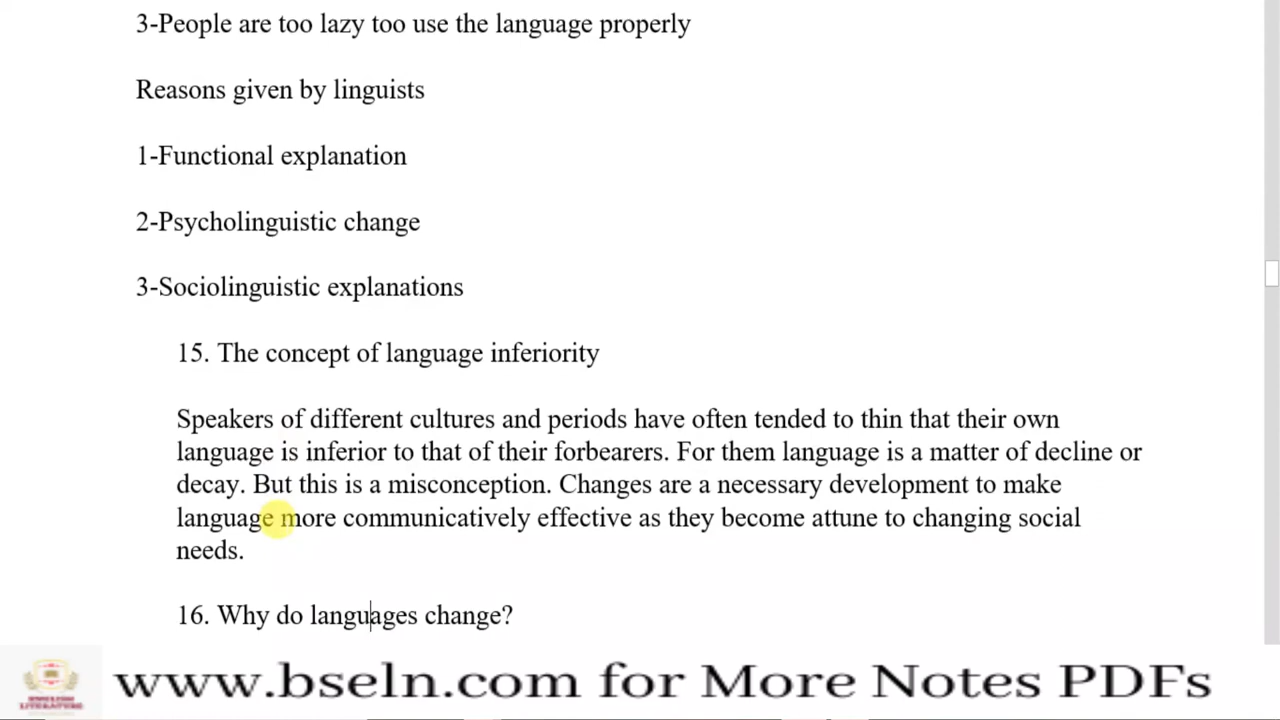 3-People are too lazy too use the language properly
Reasons given by linguists
1-Functional explanation
2-Psycholinguistic change
3-Sociolinguistic explanations
15. The concept of language inferiority
Speakers of different cultures and periods have often tended to thin that their own
language is inferior to that of their forbearers. For them language is a matter of decline or
decay. But this is a misconception. Changes are a necessary development to make
language more communicatively effective as they become attune to changing social
needs.
16. Why do languages change?
www.bseln.com for More Notes PDFs
ENGLISH
LITERATURE